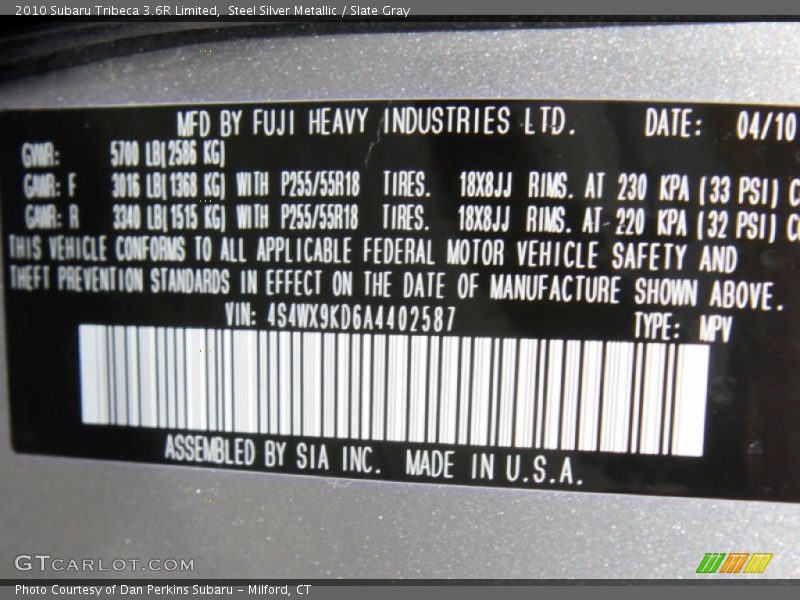 2010 Subaru Tribeca 3.6R Limited, Steel Silver Metallic / Slate Gray
MFD BY FUJI HEAVY INDUSTRIES LTD. DATE: 04/10
GVWR: 5700 LB(2586 KG)
GAWR: F 3016 LB(1368 KG) WITH P255/55R18 TIRES. 18X8JJ RIMS. AT 230 KPA (33 PSI) C
GAWR: R 3340 LB(1515 KG) WITH P255/55R18 TIRES. 18X8JJ RIMS. AT 220 KPA (32 PSI) CO
THIS VEHICLE CONFORMS TO ALL APPLICABLE FEDERAL MOTOR VEHICLE SAFETY AND
THEFT PREVENTION STANDARDS IN EFFECT ON THE DATE OF MANUFACTURE SHOWN ABOVE.
VIN: 4S4WX9KD6A4402587 TYPE: MPV
ASSEMBLED BY SIA INC. MADE IN U.S.A.
GTCARLOT.COM
Photo Courtesy of Dan Perkins Subaru - Milford, CT